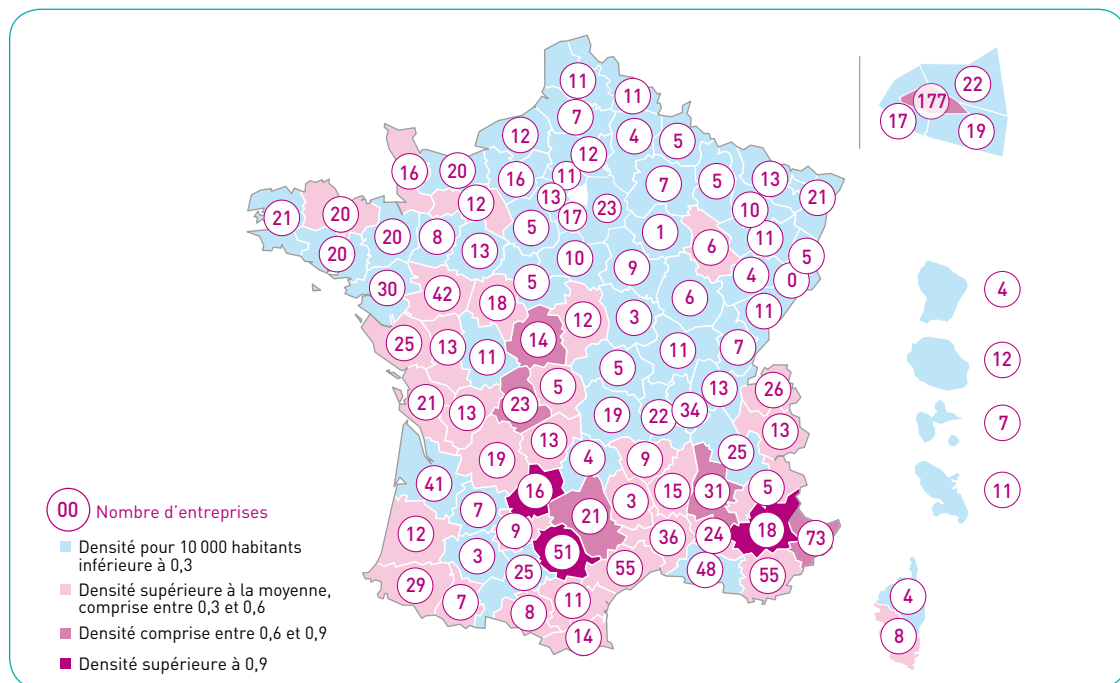 11 11
7
12 4 5
12
16 20 16 11 7 5 13
21
21 20 12 13 17 23 10
20 20 8 13 5 1 6 11
5
30 42 18 5 10 9 4 0
12 3 6 11
25 13 11 14 11 7
5 5
21 13 23 19 22 34 13 26
13 13
19 4 9 25
41 16 15 31 5
7 21 3
12 9 36 24 18 73
3 51
25 55 48 55
29 7 8 11
14
177 22
17 19
4
12
7
11
4
8
00 Nombre d'entreprises
Densité pour 10 000 habitants
inférieure à 0,3
Densité supérieure à la moyenne,
comprise entre 0,3 et 0,6
Densité comprise entre 0,6 et 0,9
Densité supérieure à 0,9